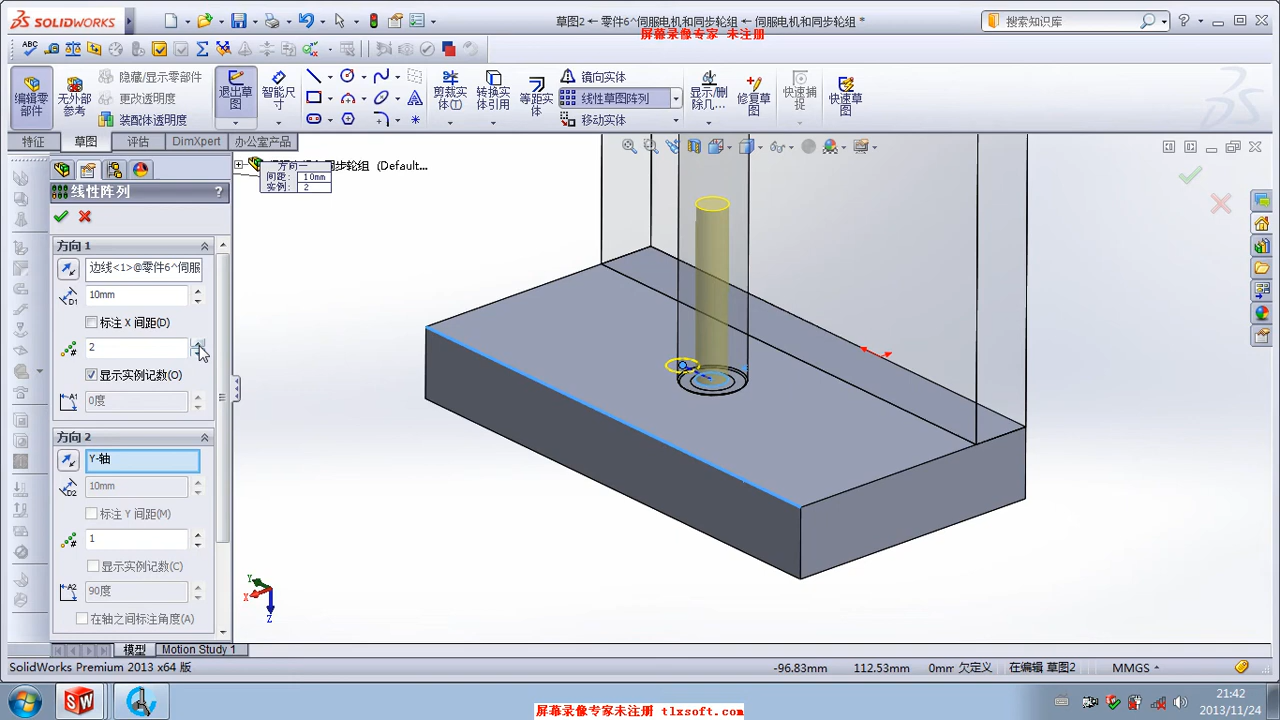 SOLIDWORKS
草图2 ← 零件6^伺服电机和同步轮组 ← 伺服电机和同步轮组 *
搜索知识库
屏幕录像专家 未注册
编辑零部件
无外部参考
隐藏/显示零部件
更改透明度
装配体透明度
退出草图
智能尺寸
剪裁实体(T)
转换实体引用
等距实体
镜向实体
线性草图阵列
移动实体
显示/删除几...
修复草图
快速捕捉
快速草图
特征
草图
评估
DimXpert
办公室产品
(Default...
方向一
间距: 10mm
实例: 2
线性阵列
?
方向 1
边线<1>@零件6^伺服
10mm
标注 X 间距(D)
2
显示实例记数(O)
0度
方向 2
Y-轴
10mm
标注 Y 间距(M)
1
显示实例记数(C)
90度
在轴之间标注角度(A)
Y
X
Z
模型
Motion Study 1
SolidWorks Premium 2013 x64 版
-96.83mm
112.53mm
0mm
欠定义
在编辑 草图2
MMGS
21:42
2013/11/24
屏幕录像专家未注册 tlxsoft.com